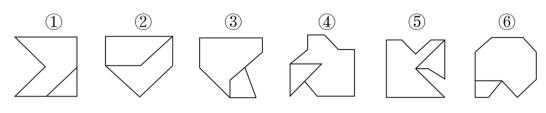 ① ② ③ ④ ⑤ ⑥